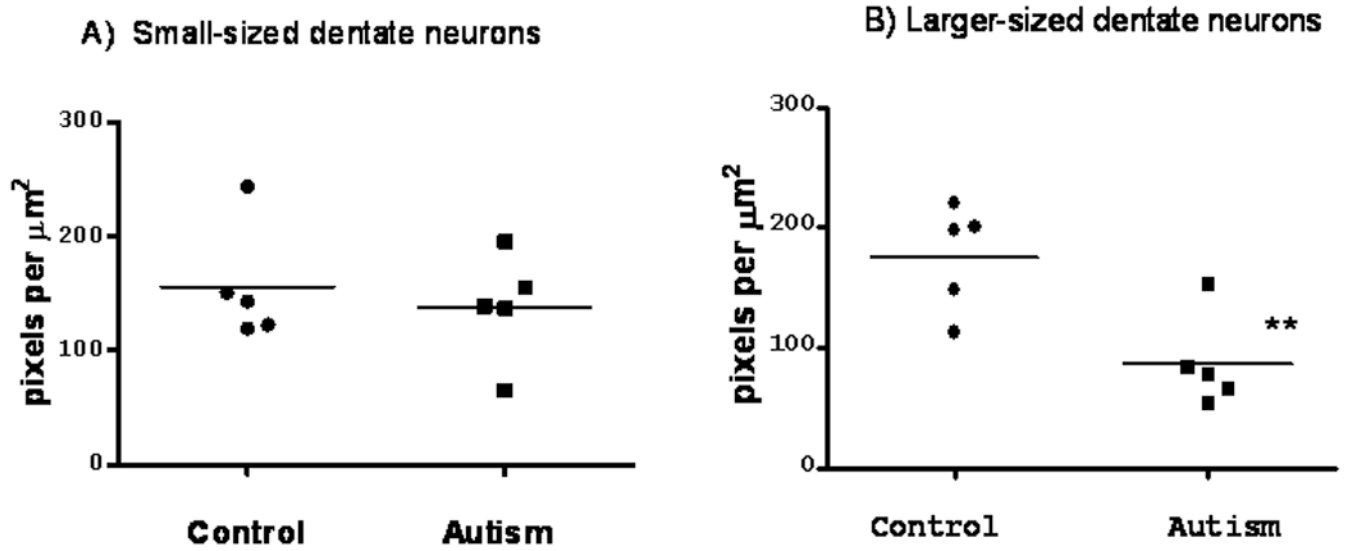 A) Small-sized dentate neurons
300
200
100
0
pixels per μm²
Control
Autism
B) Larger-sized dentate neurons
300
200
100
0
pixels per μm²
**
Control
Autism